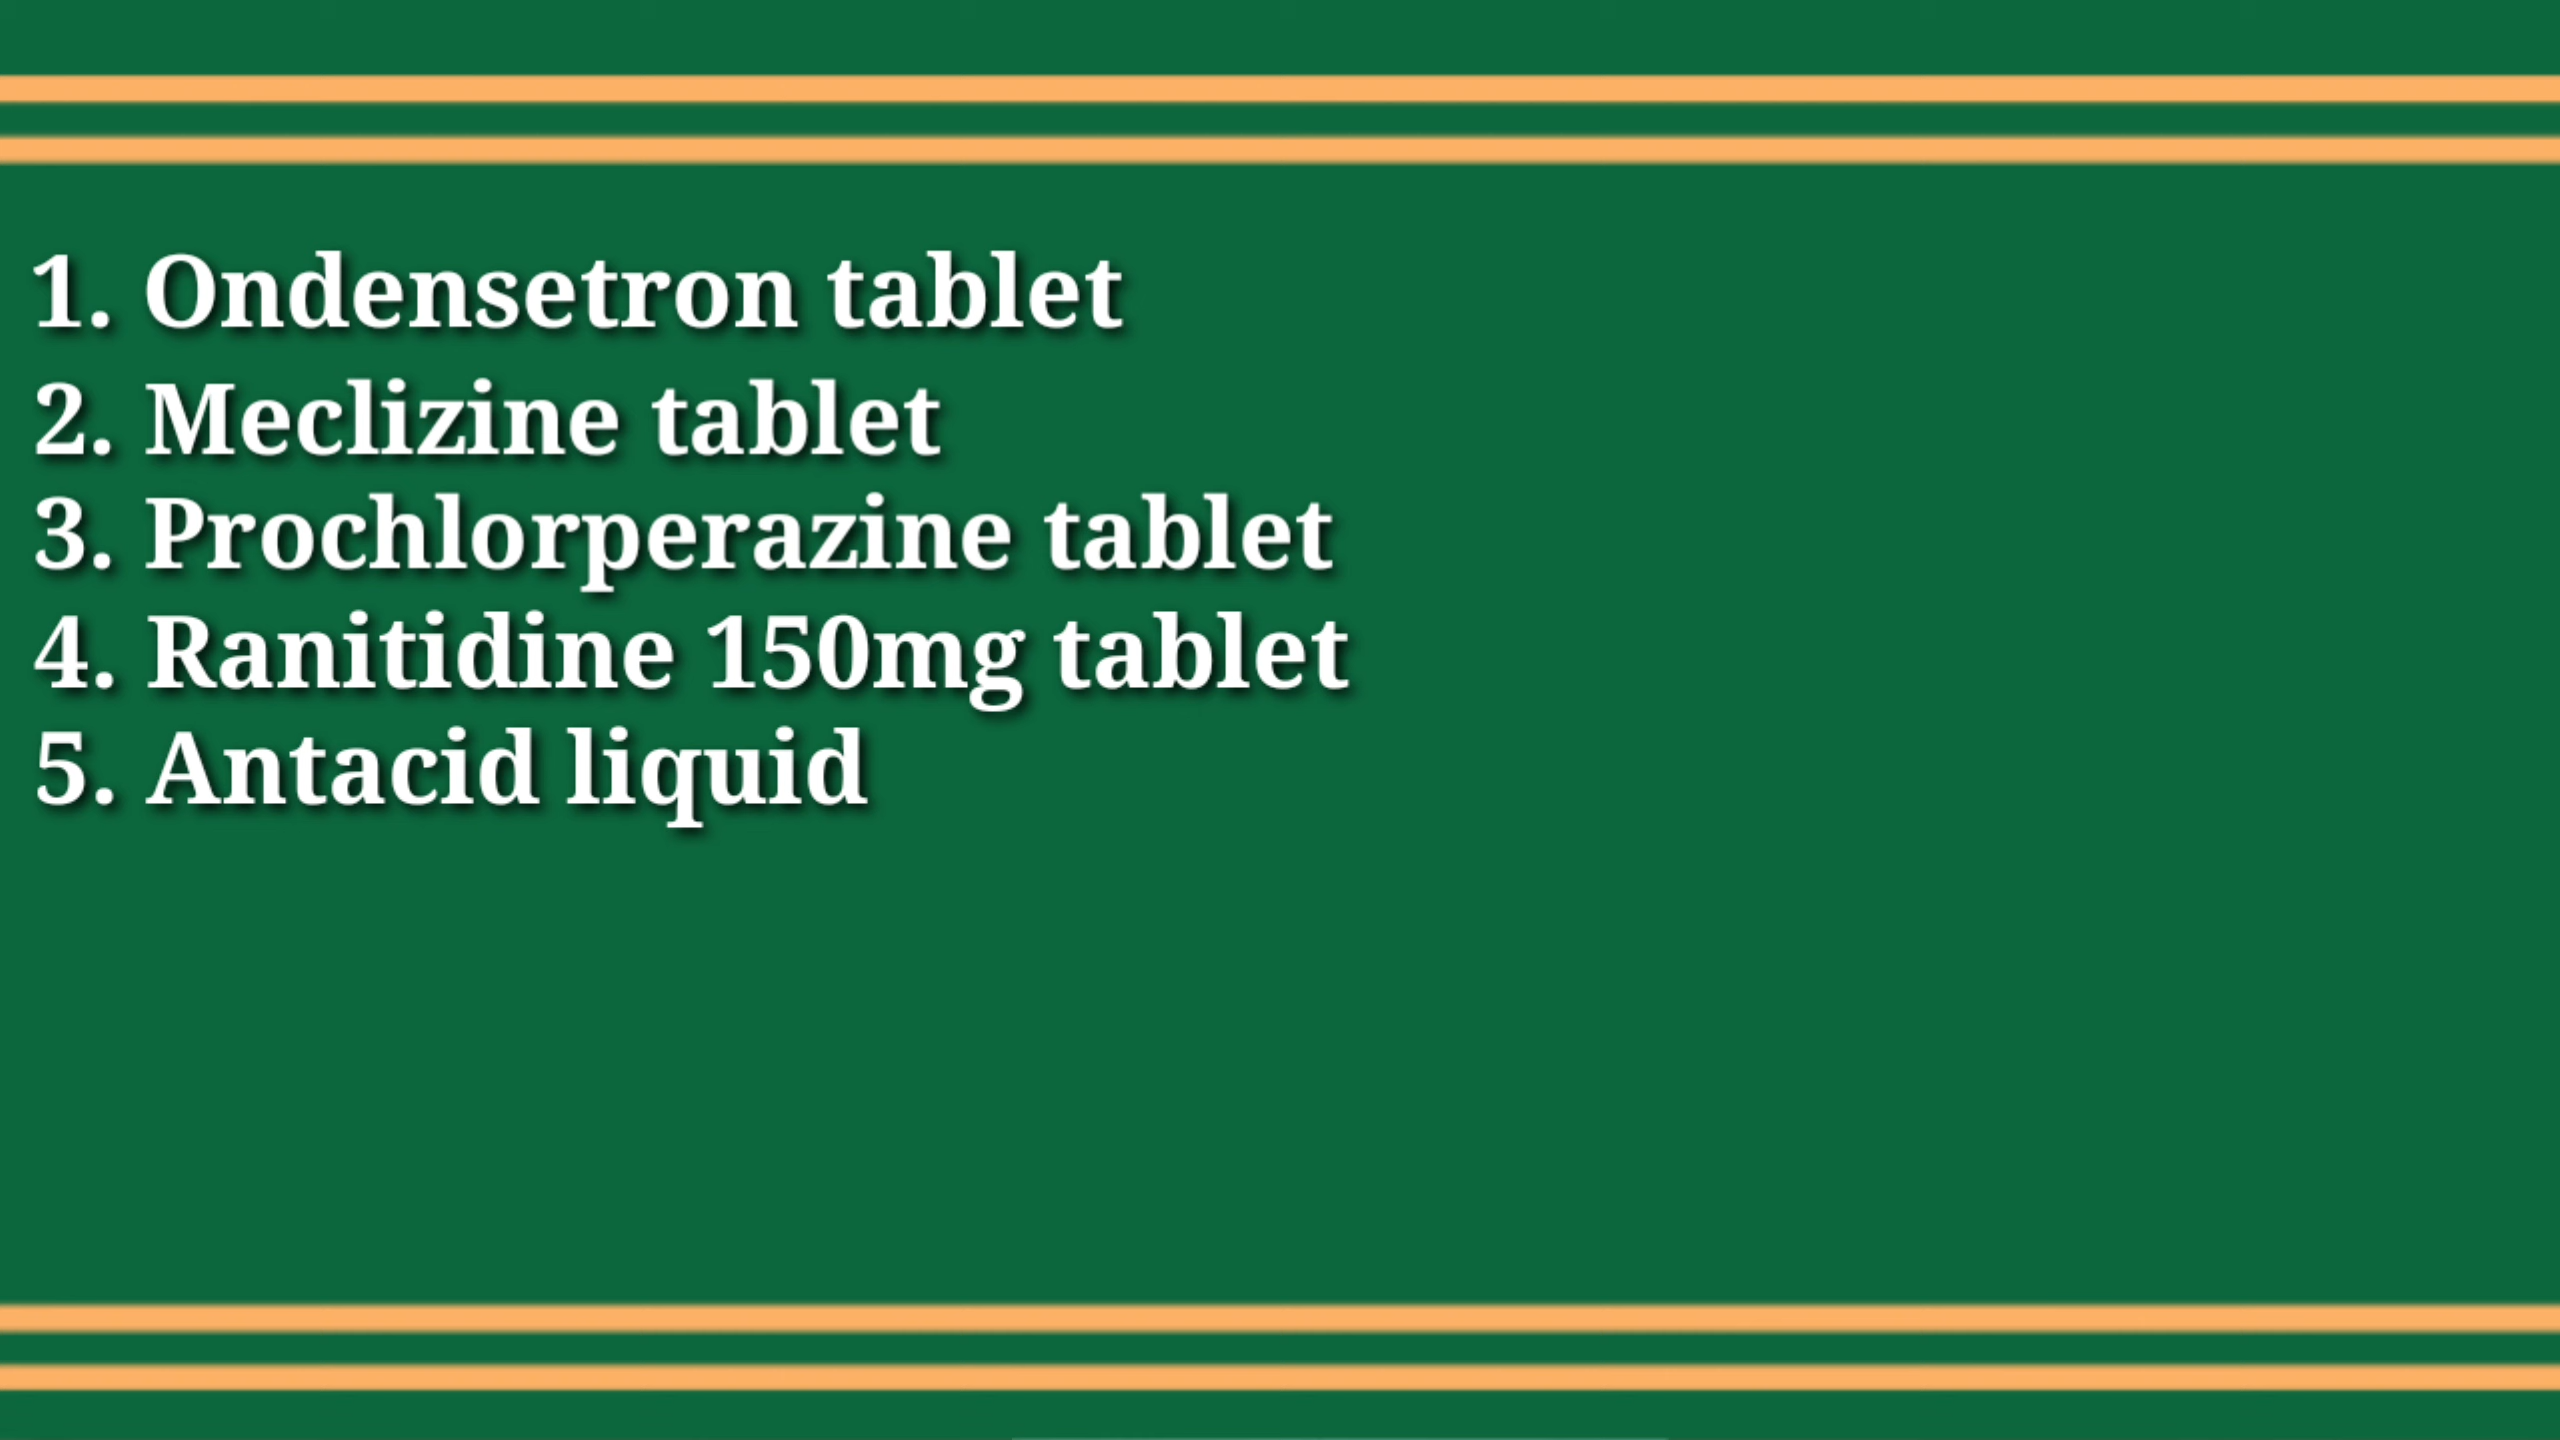 1. Ondensetron tablet
2. Meclizine tablet
3. Prochlorperazine tablet
4. Ranitidine 150mg tablet
5. Antacid liquid